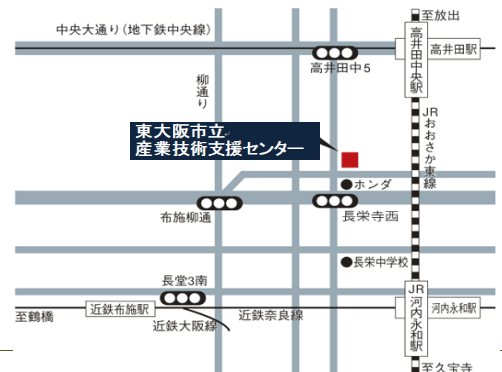 至放出
中央大通り(地下鉄中央線)
高井田中央駅
高井田駅
高井田中5
柳通り
JRおおさか東線
東大阪市立
産業技術支援センター
ホンダ
布施柳通
長栄寺西
長栄中学校
長堂3南
JR河内永和駅
河内永和駅
近鉄布施駅
至鶴橋
近鉄大阪線
近鉄奈良線
至久宝寺